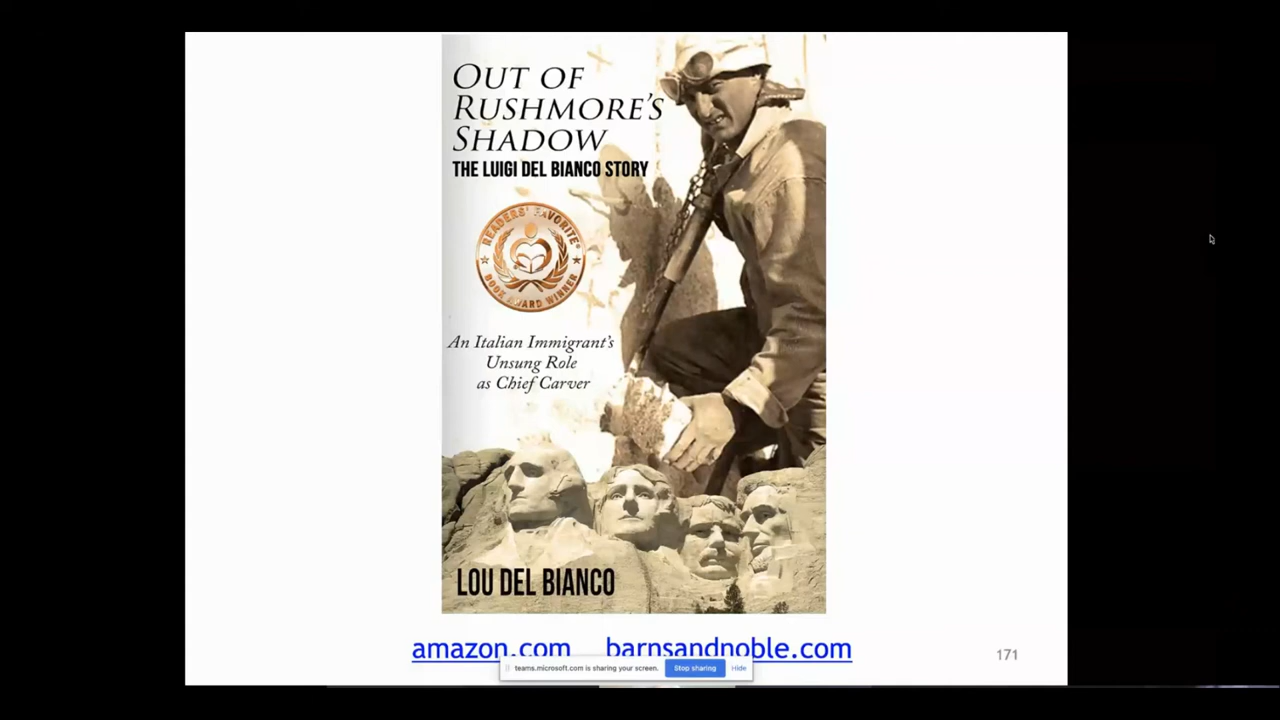 OUT OF
RUSHMORE'S
SHADOW
THE LUIGI DEL BIANCO STORY
READERS' FAVORITE
BOOK AWARD WINNER
An Italian Immigrant's
Unsung Role
as Chief Carver
LOU DEL BIANCO
amazon.com barnsandnoble.com
171
teams.microsoft.com is sharing your screen. Stop sharing Hide